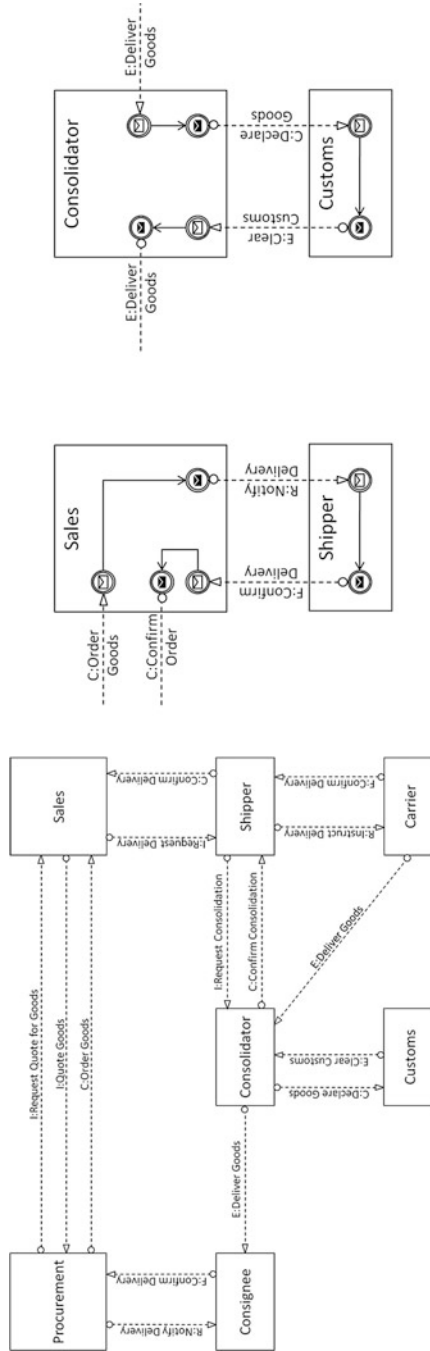 Procurement
I:Request Quote for Goods
I:Quote Goods
C:Order Goods
Sales
R:Notify Delivery
F:Confirm Delivery
I:Request Delivery
C:Confirm Delivery
Consignee
E:Deliver Goods
Consolidator
I:Request Consolidation
C:Confirm Consolidation
Shipper
C:Declare Goods
E:Clear Customs
E:Deliver Goods
R:Instruct Delivery
F:Confirm Delivery
Customs
Carrier
Sales
C:Order
Goods
C:Confirm
Order
F:Confirm
Delivery
R:Notify
Delivery
Shipper
Consolidator
E:Deliver
Goods
E:Deliver
Goods
E:Clear
Customs
C:Declare
Goods
Customs